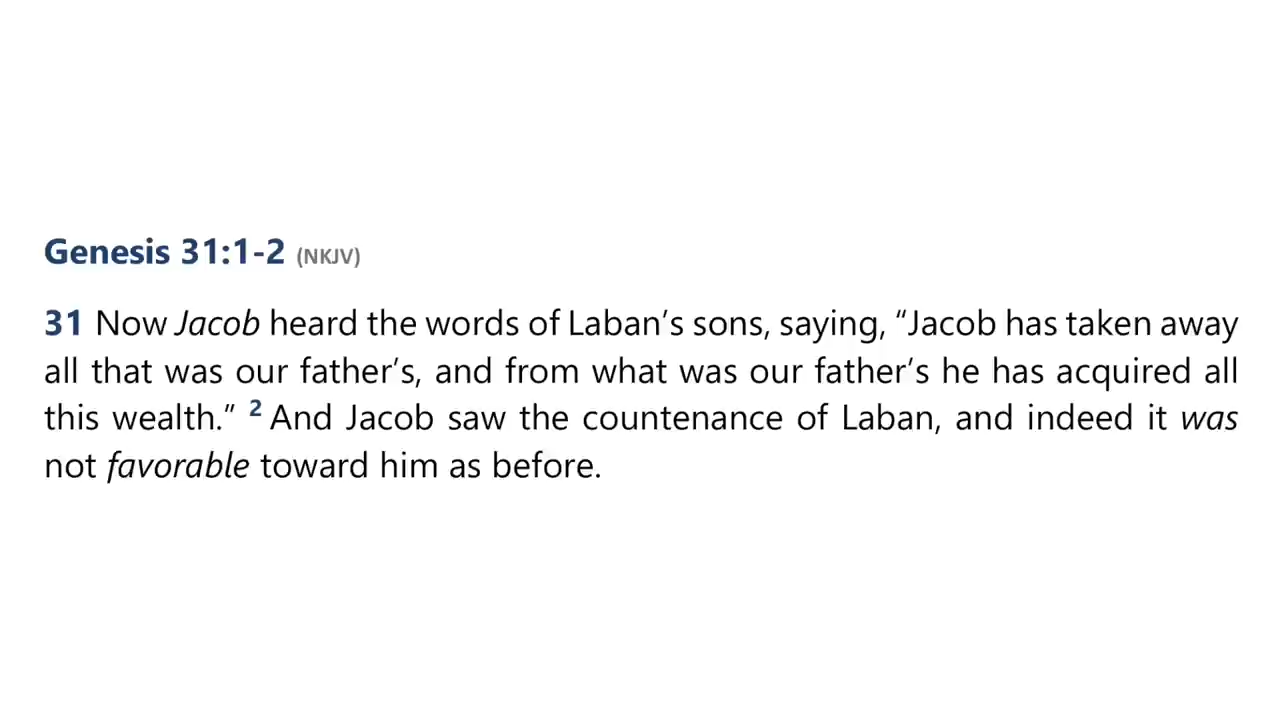 Genesis 31:1-2 (NKJV)
31 Now Jacob heard the words of Laban’s sons, saying, “Jacob has taken away
all that was our father’s, and from what was our father’s he has acquired all
this wealth.” 2 And Jacob saw the countenance of Laban, and indeed it was
not favorable toward him as before.